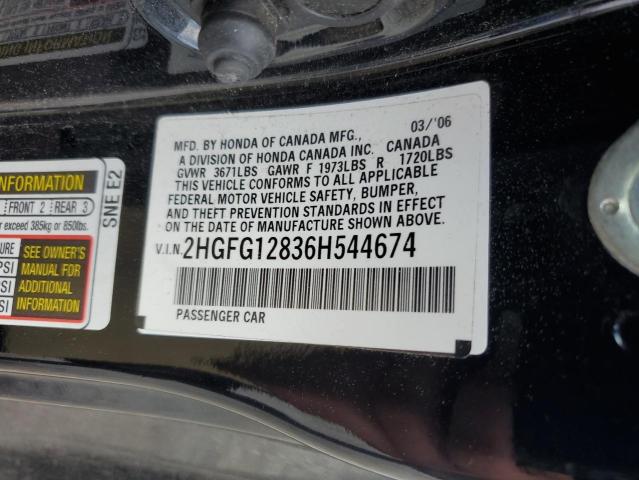 03/'06
MFD. BY HONDA OF CANADA MFG.,
A DIVISION OF HONDA CANADA INC. CANADA
GVWR 3671LBS GAWR F 1973LBS R 1720LBS
THIS VEHICLE CONFORMS TO ALL APPLICABLE
FEDERAL MOTOR VEHICLE SAFETY, BUMPER,
AND THEFT PREVENTION STANDARDS IN EFFECT
ON THE DATE OF MANUFACTURE SHOWN ABOVE.
V.I.N. 2HGFG12836H544674
PASSENGER CAR
SNE E2
INFORMATION
FRONT 2 REAR 3
exceed 385kg or 850lbs.
SEE OWNER'S
PSI MANUAL FOR
ADDITIONAL
PSI INFORMATION